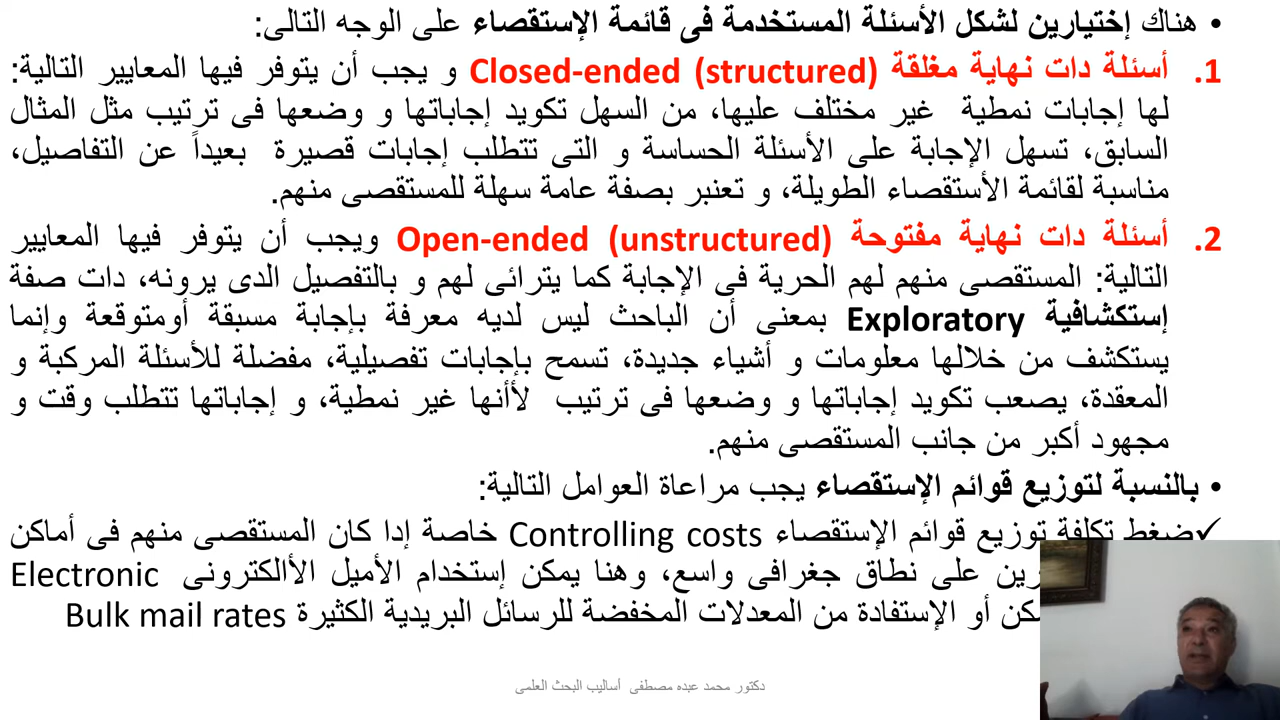 • هناك إختيارين لشكل الأسئلة المستخدمة فى قائمة الإستقصاء على الوجه التالى:
1. أسئلة دات نهاية مغلقة Closed-ended (structured) و يجب أن يتوفر فيها المعايير التالية:
لها إجابات نمطية غير مختلف عليها، من السهل تكويد إجاباتها و وضعها فى ترتيب مثل المثال
السابق، تسهل الإجابة على الأسئلة الحساسة و التى تتطلب إجابات قصيرة بعيداً عن التفاصيل،
مناسبة لقائمة الأستقصاء الطويلة، و تعنبر بصفة عامة سهلة للمستقصى منهم.
2. أسئلة دات نهاية مفتوحة Open-ended (unstructured) ويجب أن يتوفر فيها المعايير
التالية: المستقصى منهم لهم الحرية فى الإجابة كما يترائى لهم و بالتفصيل الدى يرونه، دات صفة
إستكشافية Exploratory بمعنى أن الباحث ليس لديه معرفة بإجابة مسبقة أومتوقعة وإنما
يستكشف من خلالها معلومات و أشياء جديدة، تسمح بإجابات تفصيلية، مفضلة للأسئلة المركبة و
المعقدة، يصعب تكويد إجاباتها و وضعها فى ترتيب لأأنها غير نمطية، و إجاباتها تتطلب وقت و
مجهود أكبر من جانب المستقصى منهم.
• بالنسبة لتوزيع قوائم الإستقصاء يجب مراعاة العوامل التالية:
✓ ضغط تكلفة توزيع قوائم الإستقصاء Controlling costs خاصة إدا كان المستقصى منهم فى أماكن
على نطاق جغرافى واسع، وهنا يمكن إستخدام الأميل الأالكترونى Electronic
أو الإستفادة من المعدلات المخفضة للرسائل البريدية الكثيرة Bulk mail rates
دكتور محمد عبده مصطفى أساليب البحث العلمى